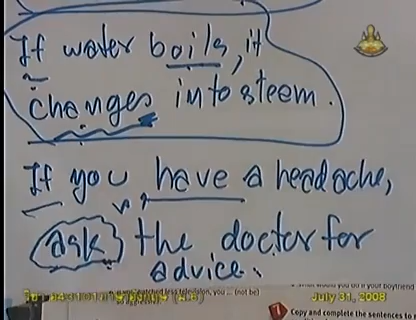 If water boils, it
changes into steem.
If you have a headache,
ask the doctor for
advice.
July 31, 2008
Copy and complete the sentences